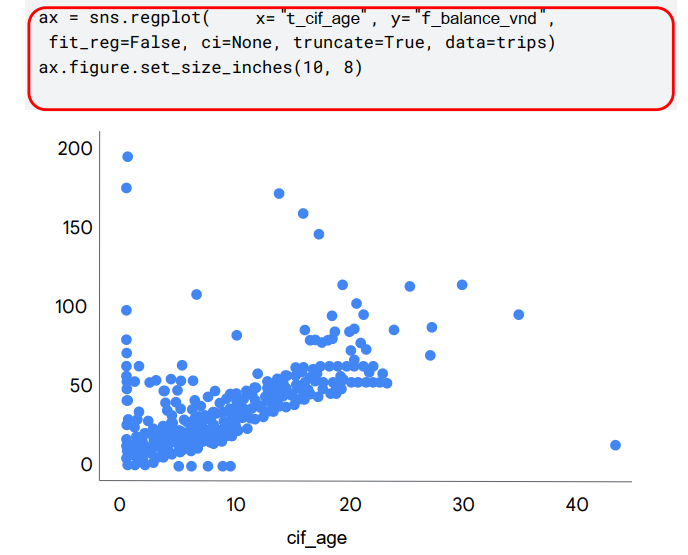 ax = sns.regplot( x= "t_cif_age", y= "f_balance_vnd",
fit_reg=False, ci=None, truncate=True, data=trips)
ax.figure.set_size_inches(10, 8)
200
150
100
50
0
0 10 20 30 40
cif_age